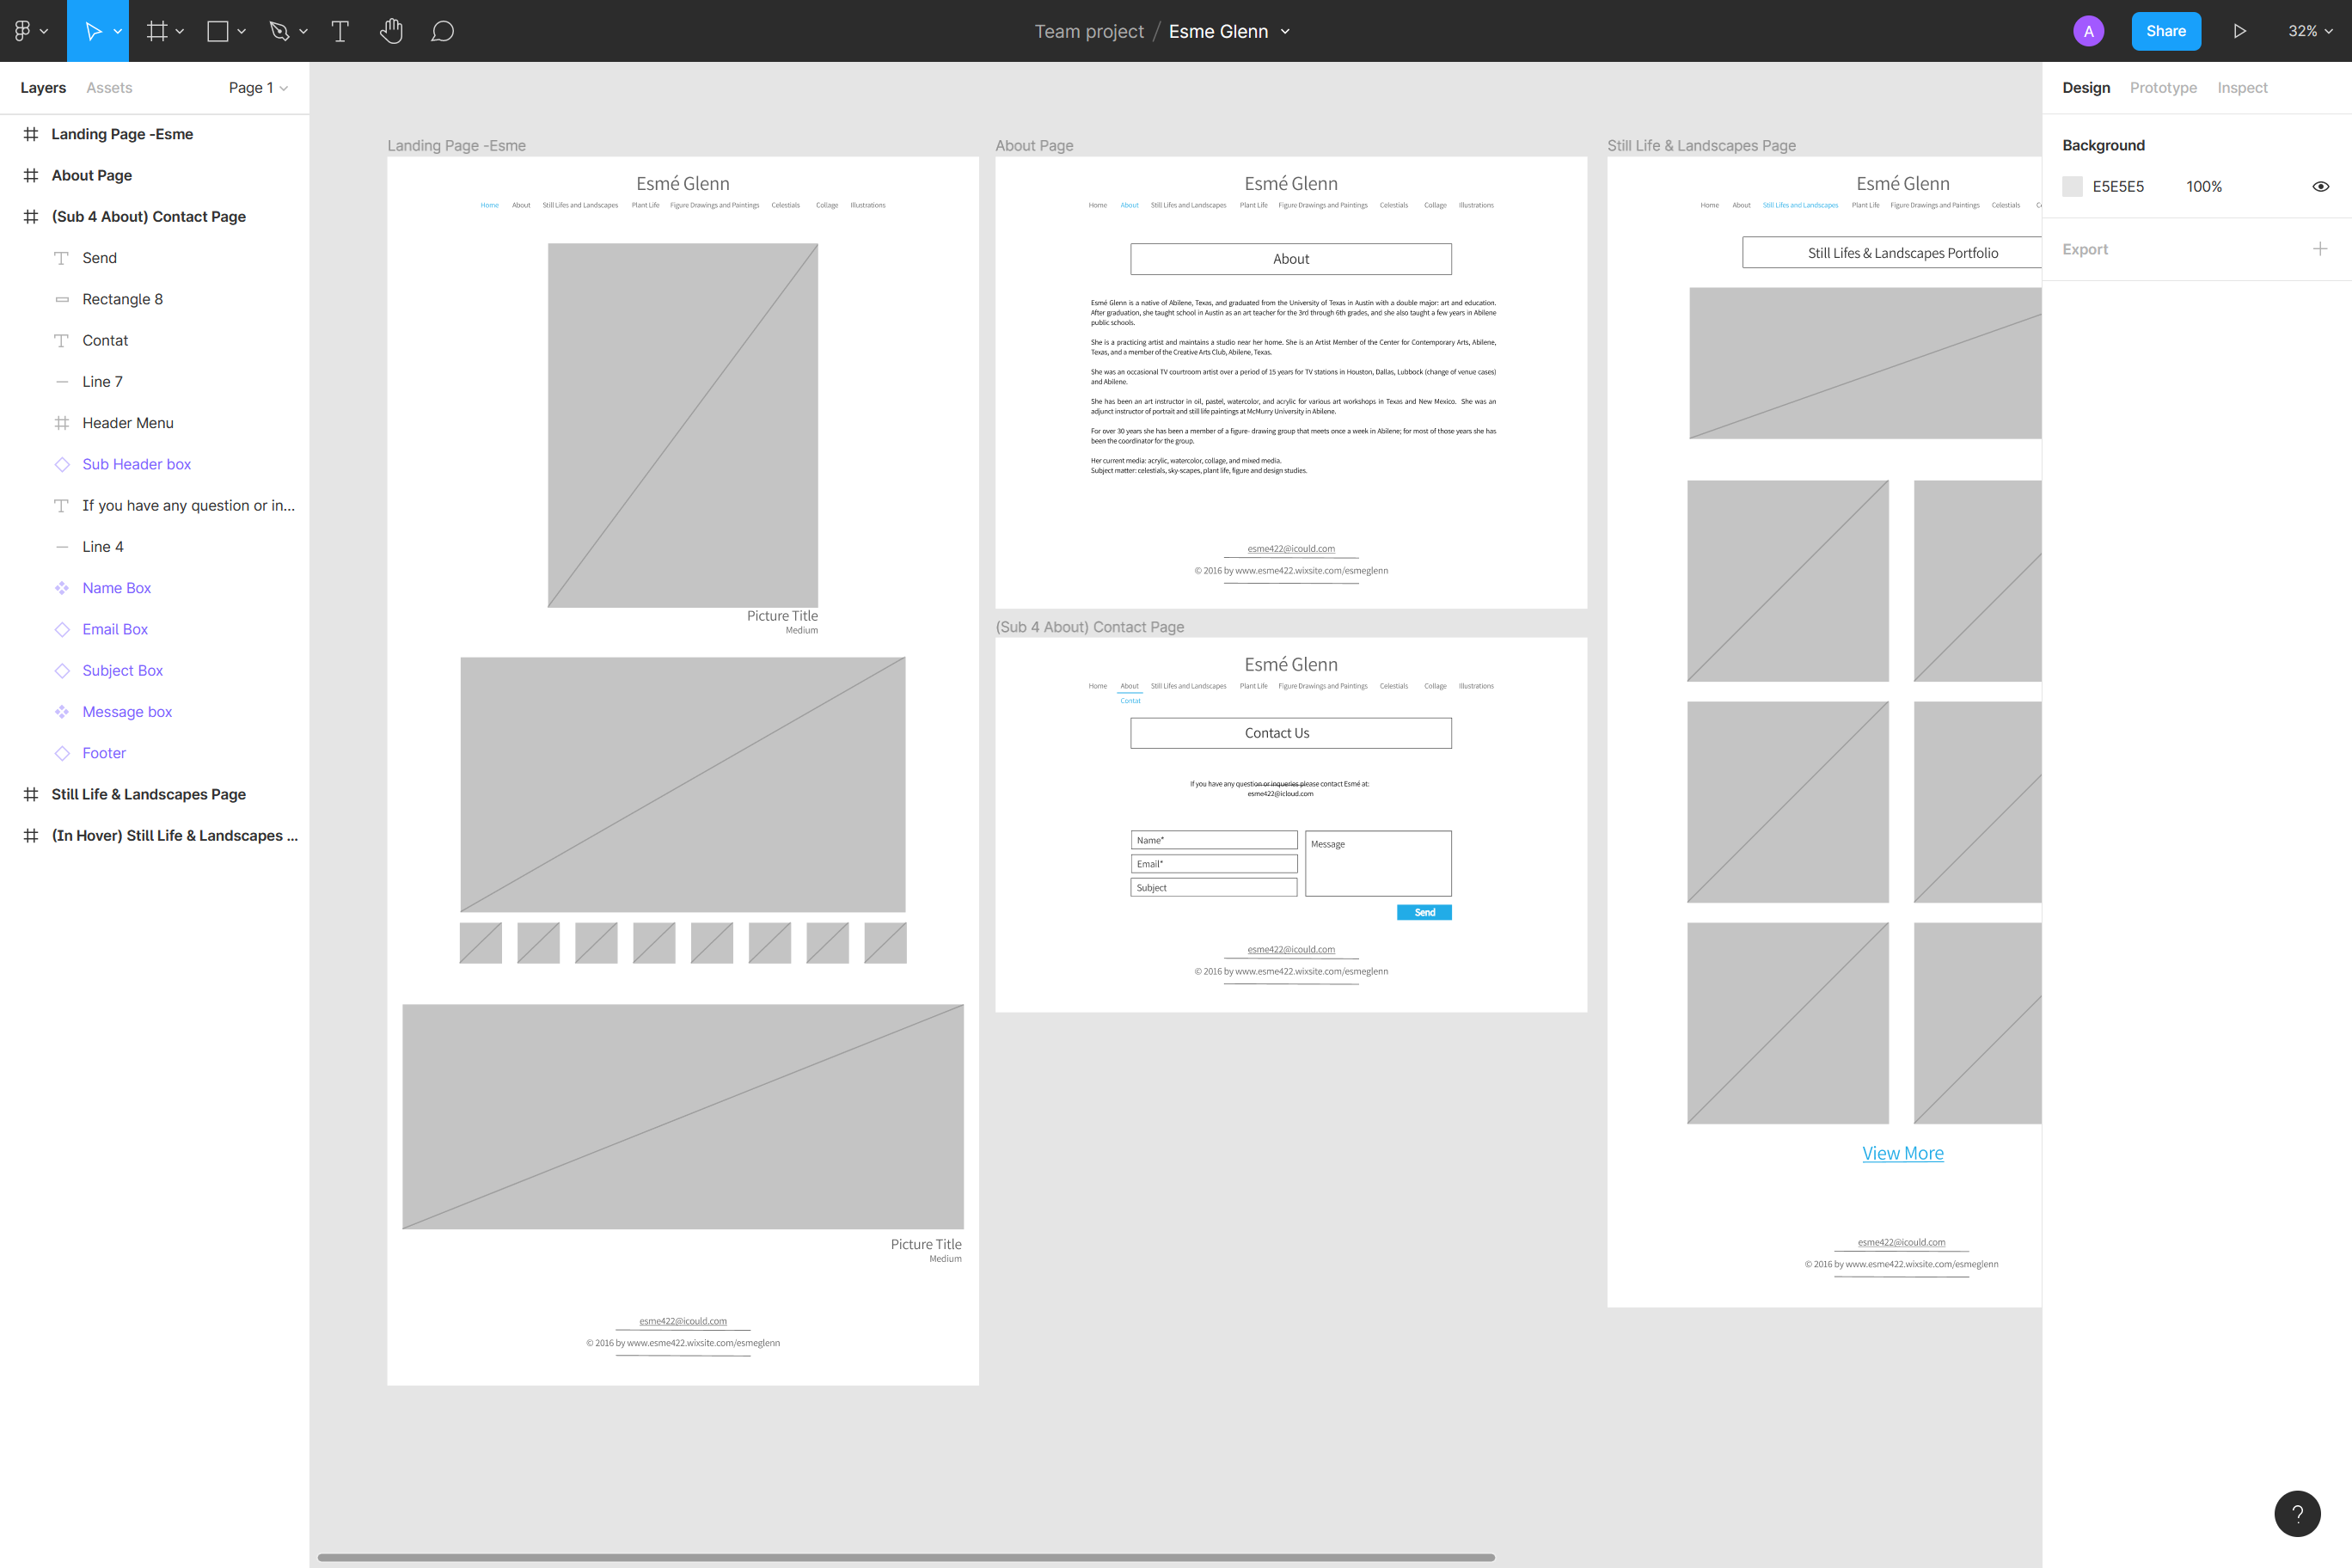 Team project / Esme Glenn
A
Share
32%
Layers
Assets
Page 1
Landing Page -Esme
About Page
(Sub 4 About) Contact Page
Send
Rectangle 8
Contat
Line 7
Header Menu
Sub Header box
If you have any question or in...
Line 4
Name Box
Email Box
Subject Box
Message box
Footer
Still Life & Landscapes Page
(In Hover) Still Life & Landscapes ...
Landing Page -Esme
Esmé Glenn
Home About Still Lifes and Landscapes Plant Life Figure Drawings and Paintings Celestials Collage Illustrations
Picture Title
Medium
Picture Title
Medium
esme422@icould.com
© 2016 by www.esme422.wixsite.com/esmeglenn
About Page
Esmé Glenn
Home About Still Lifes and Landscapes Plant Life Figure Drawings and Paintings Celestials Collage Illustrations
About
Esmé Glenn is a native of Abilene, Texas, and graduated from the University of Texas in Austin with a double major: art and education.
After graduation, she taught school in Austin as an art teacher for the 3rd through 6th grades, and she also taught a few years in Abilene
public schools.
She is a practicing artist and maintains a studio near her home. She is an Artist Member of the Center for Contemporary Arts, Abilene,
Texas, and a member of the Creative Arts Club, Abilene, Texas.
She was an occasional TV courtroom artist over a period of 15 years for TV stations in Houston, Dallas, Lubbock (change of venue cases)
and Abilene.
She has been an art instructor in oil, pastel, watercolor, and acrylic for various art workshops in Texas and New Mexico. She was an
adjunct instructor of portrait and still life paintings at McMurry University in Abilene.
For over 30 years she has been a member of a figure- drawing group that meets once a week in Abilene; for most of those years she has
been the coordinator for the group.
Her current media: acrylic, watercolor, collage, and mixed media.
Subject matter: celestials, sky-scapes, plant life, figure and design studies.
esme422@icould.com
© 2016 by www.esme422.wixsite.com/esmeglenn
(Sub 4 About) Contact Page
Esmé Glenn
Home About Still Lifes and Landscapes Plant Life Figure Drawings and Paintings Celestials Collage Illustrations
Contat
Contact Us
If you have any question or inqueries please contact Esmé at:
esme422@icloud.com
Name*
Email*
Subject
Message
Send
esme422@icould.com
© 2016 by www.esme422.wixsite.com/esmeglenn
Still Life & Landscapes Page
Esmé Glenn
Home About Still Lifes and Landscapes Plant Life Figure Drawings and Paintings Celestials
Still Lifes & Landscapes Portfolio
View More
esme422@icould.com
© 2016 by www.esme422.wixsite.com/esmeglenn
Design
Prototype
Inspect
Background
E5E5E5
100%
Export
?